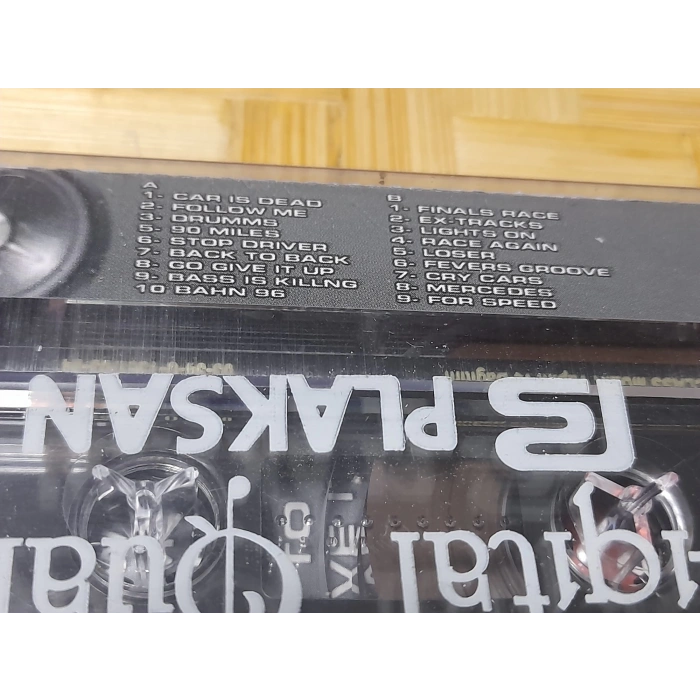 A
1- CAR IS DEAD
2- FOLLOW ME
3- DRUMMS
5- 90 MILES
6- STOP DRIVER
7- BACK TO BACK
8- GO GIVE IT UP
9- BASS IS KILLNG
10 BAHN 96
B
1- FINALS RACE
2- EX-TRACKS
3- LIGHTS ON
4- RACE AGAIN
5- LOSER
6- FEVERS GROOVE
7- CRY CARS
8- MERCEDES
9- FOR SPEED
PLAKSAN